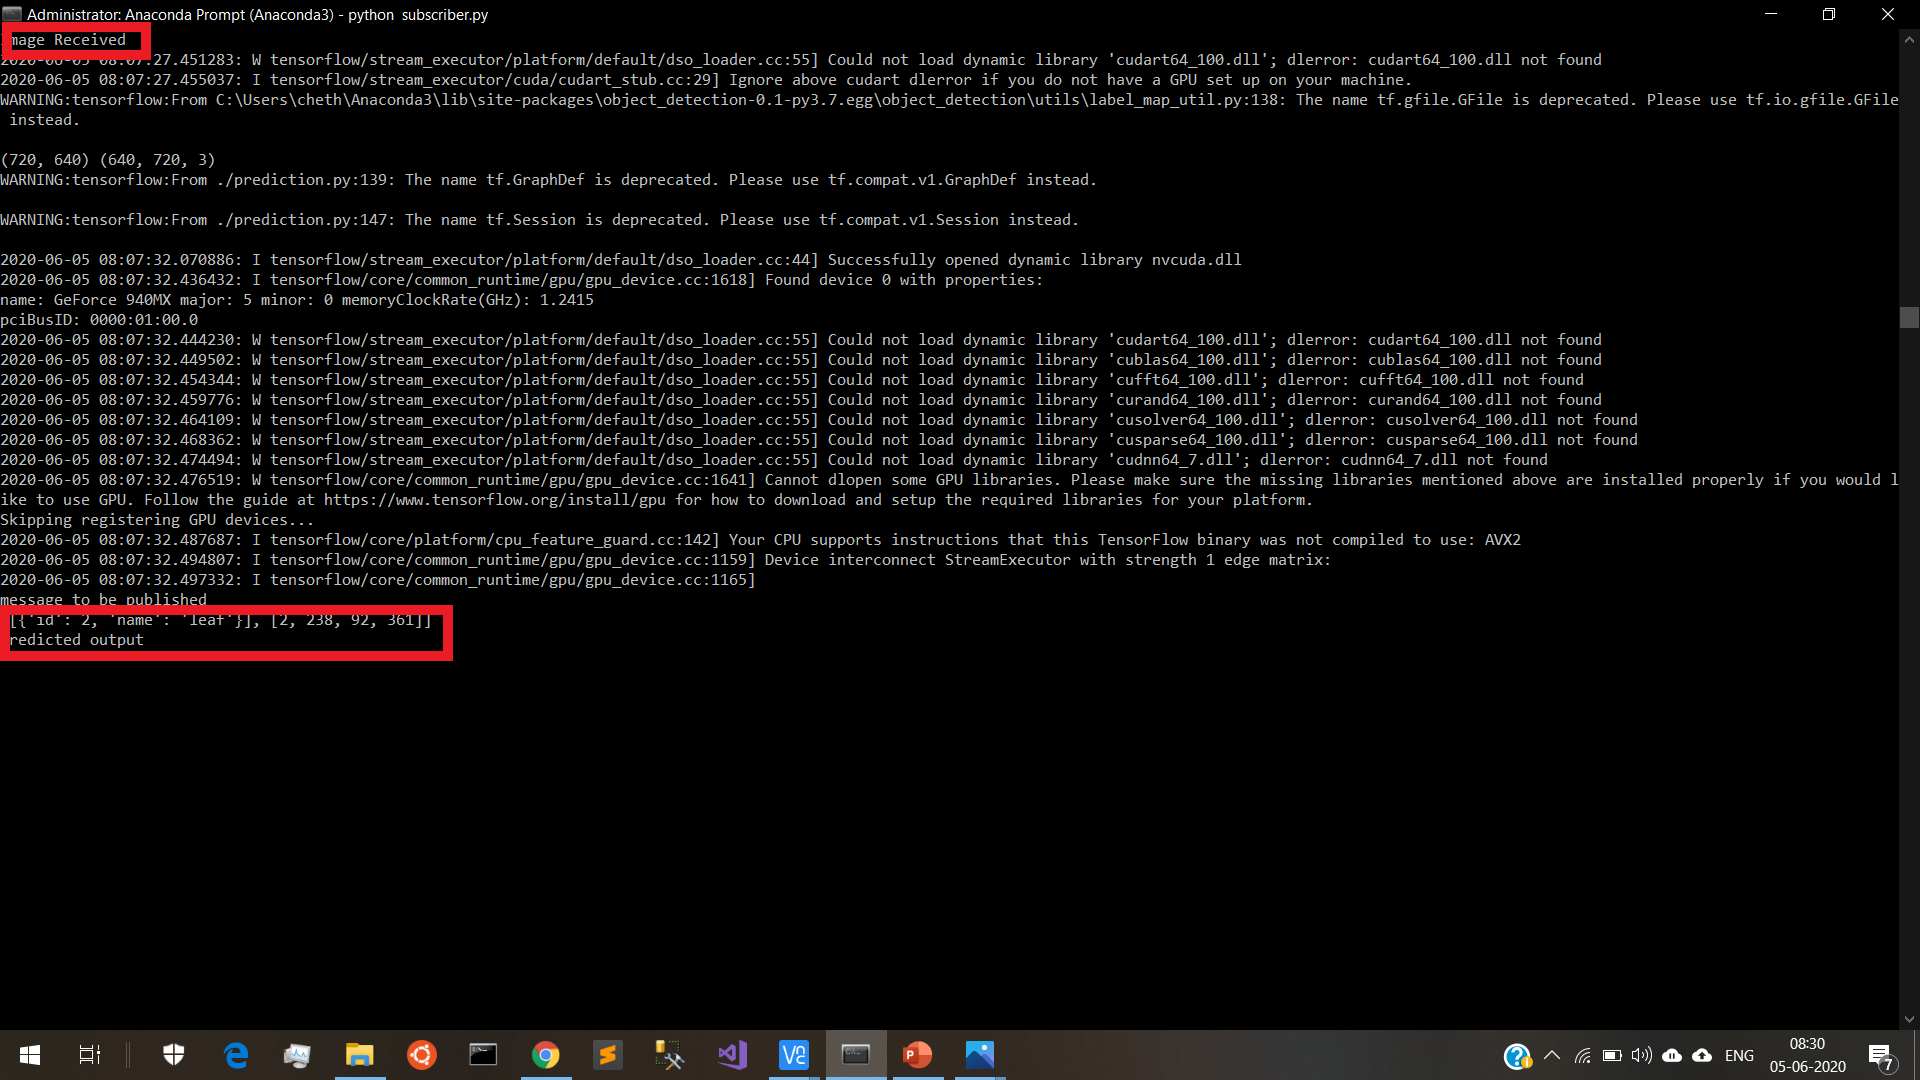 Administrator: Anaconda Prompt (Anaconda3) - python  subscriber.py
mage Received
2020-06-05 08:07:27.451283: W tensorflow/stream_executor/platform/default/dso_loader.cc:55] Could not load dynamic library 'cudart64_100.dll'; dlerror: cudart64_100.dll not found
2020-06-05 08:07:27.455037: I tensorflow/stream_executor/cuda/cudart_stub.cc:29] Ignore above cudart dlerror if you do not have a GPU set up on your machine.
WARNING:tensorflow:From C:\Users\cheth\Anaconda3\lib\site-packages\object_detection-0.1-py3.7.egg\object_detection\utils\label_map_util.py:138: The name tf.gfile.GFile is deprecated. Please use tf.io.gfile.GFile
instead.
(720, 640) (640, 720, 3)
WARNING:tensorflow:From ./prediction.py:139: The name tf.GraphDef is deprecated. Please use tf.compat.v1.GraphDef instead.
WARNING:tensorflow:From ./prediction.py:147: The name tf.Session is deprecated. Please use tf.compat.v1.Session instead.
2020-06-05 08:07:32.070886: I tensorflow/stream_executor/platform/default/dso_loader.cc:44] Successfully opened dynamic library nvcuda.dll
2020-06-05 08:07:32.436432: I tensorflow/core/common_runtime/gpu/gpu_device.cc:1618] Found device 0 with properties:
name: GeForce 940MX major: 5 minor: 0 memoryClockRate(GHz): 1.2415
pciBusID: 0000:01:00.0
2020-06-05 08:07:32.444230: W tensorflow/stream_executor/platform/default/dso_loader.cc:55] Could not load dynamic library 'cudart64_100.dll'; dlerror: cudart64_100.dll not found
2020-06-05 08:07:32.449502: W tensorflow/stream_executor/platform/default/dso_loader.cc:55] Could not load dynamic library 'cublas64_100.dll'; dlerror: cublas64_100.dll not found
2020-06-05 08:07:32.454344: W tensorflow/stream_executor/platform/default/dso_loader.cc:55] Could not load dynamic library 'cufft64_100.dll'; dlerror: cufft64_100.dll not found
2020-06-05 08:07:32.459776: W tensorflow/stream_executor/platform/default/dso_loader.cc:55] Could not load dynamic library 'curand64_100.dll'; dlerror: curand64_100.dll not found
2020-06-05 08:07:32.464109: W tensorflow/stream_executor/platform/default/dso_loader.cc:55] Could not load dynamic library 'cusolver64_100.dll'; dlerror: cusolver64_100.dll not found
2020-06-05 08:07:32.468362: W tensorflow/stream_executor/platform/default/dso_loader.cc:55] Could not load dynamic library 'cusparse64_100.dll'; dlerror: cusparse64_100.dll not found
2020-06-05 08:07:32.474494: W tensorflow/stream_executor/platform/default/dso_loader.cc:55] Could not load dynamic library 'cudnn64_7.dll'; dlerror: cudnn64_7.dll not found
2020-06-05 08:07:32.476519: W tensorflow/core/common_runtime/gpu/gpu_device.cc:1641] Cannot dlopen some GPU libraries. Please make sure the missing libraries mentioned above are installed properly if you would l
ike to use GPU. Follow the guide at https://www.tensorflow.org/install/gpu for how to download and setup the required libraries for your platform.
Skipping registering GPU devices...
2020-06-05 08:07:32.487687: I tensorflow/core/platform/cpu_feature_guard.cc:142] Your CPU supports instructions that this TensorFlow binary was not compiled to use: AVX2
2020-06-05 08:07:32.494807: I tensorflow/core/common_runtime/gpu/gpu_device.cc:1159] Device interconnect StreamExecutor with strength 1 edge matrix:
2020-06-05 08:07:32.497332: I tensorflow/core/common_runtime/gpu/gpu_device.cc:1165]
message to be published
[{'id': 2, 'name': 'leaf'}], [2, 238, 92, 361]]
redicted output
ENG
08:30
05-06-2020
7